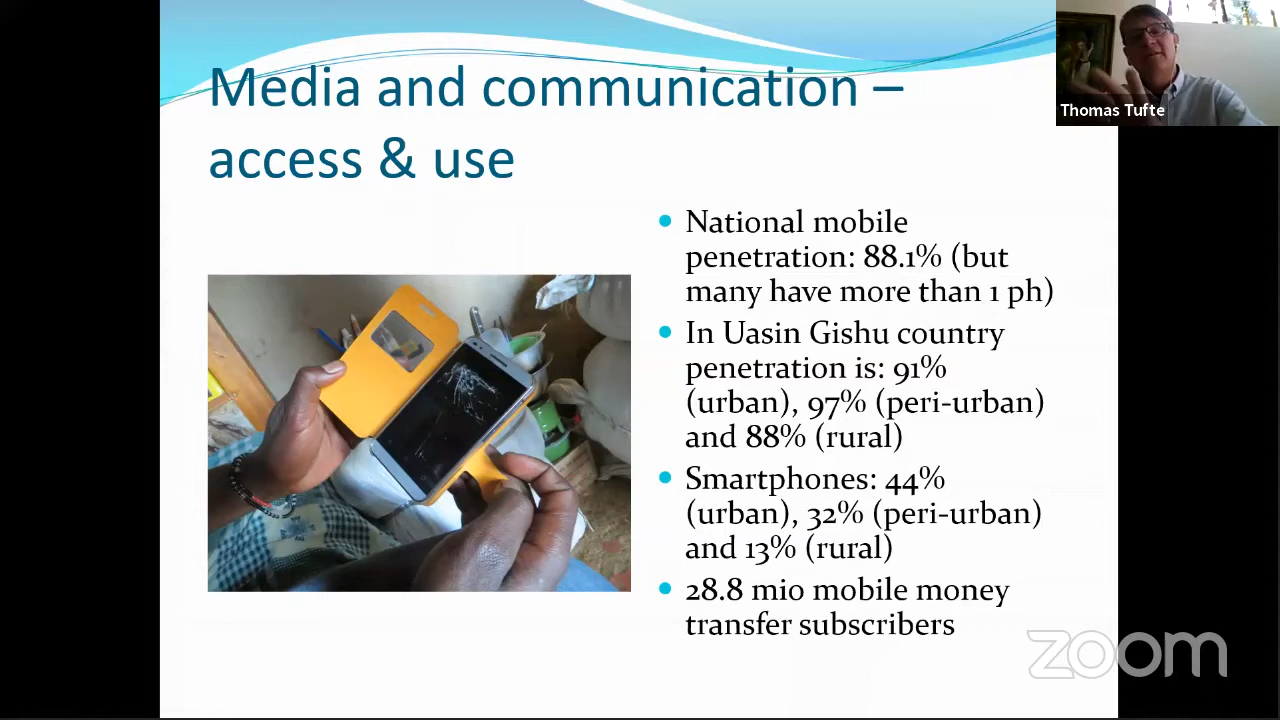 Media and communication –
access & use
Thomas Tufte
• National mobile
penetration: 88.1% (but
many have more than 1 ph)
• In Uasin Gishu country
penetration is: 91%
(urban), 97% (peri-urban)
and 88% (rural)
• Smartphones: 44%
(urban), 32% (peri-urban)
and 13% (rural)
• 28.8 mio mobile money
transfer subscribers
zoom